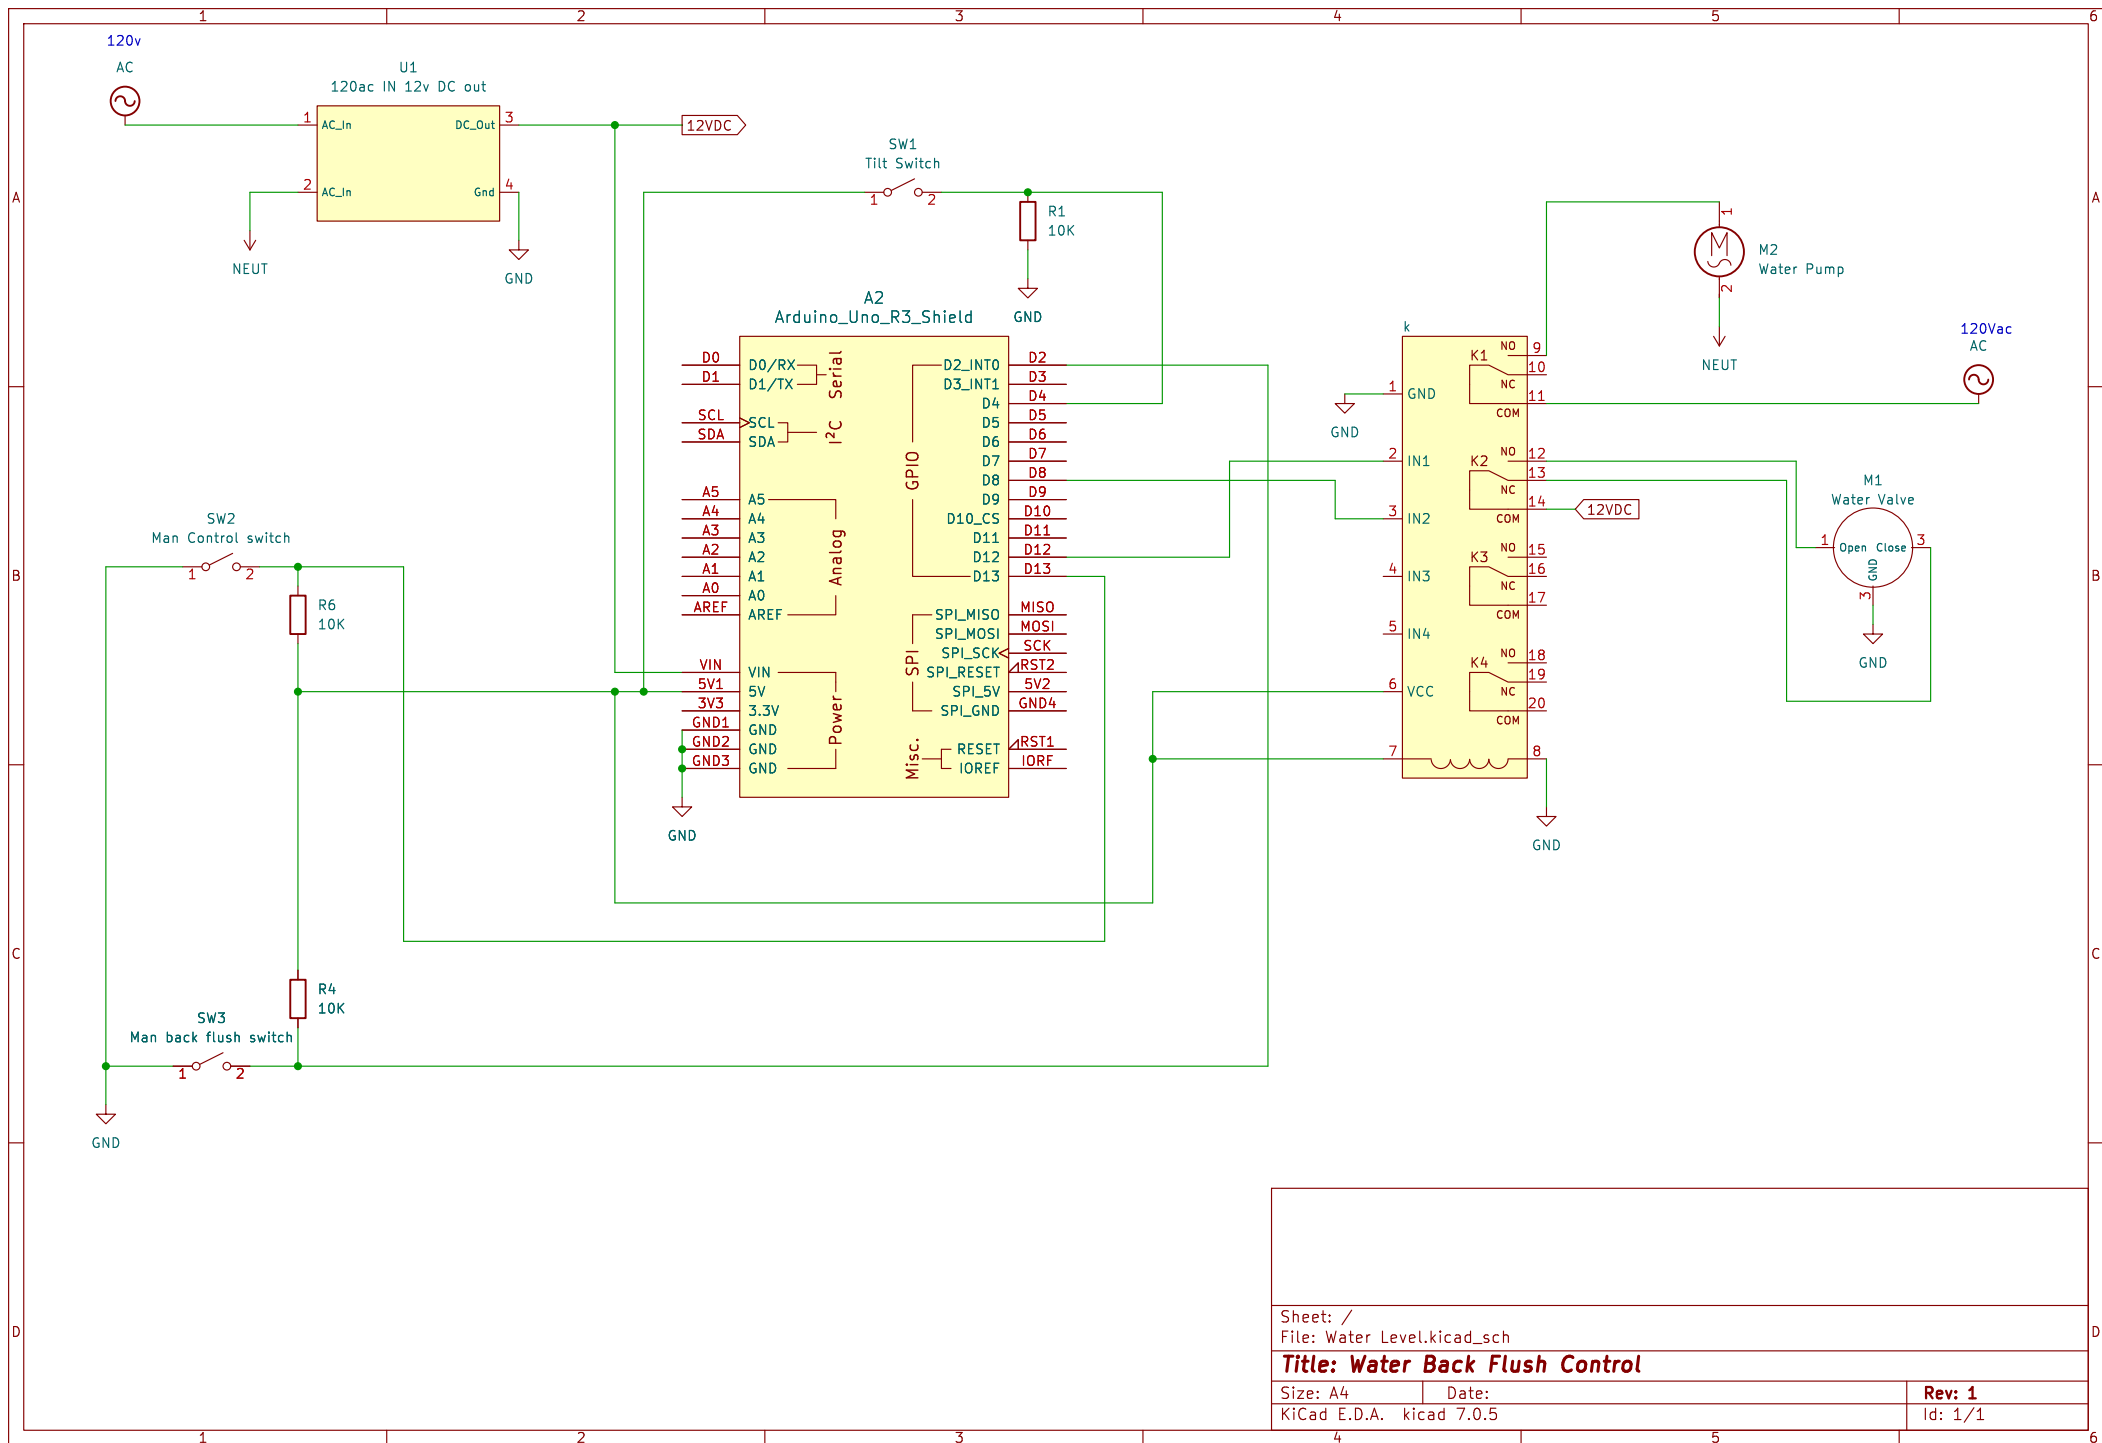 1 2 3 4 5 6
120v
AC
U1
120ac IN 12v DC out
1 AC_In DC_Out 3
2 AC_In Gnd 4
12VDC
NEUT
GND
SW1
Tilt Switch
1 2
R1
10K
GND
A A
A2
Arduino_Uno_R3_Shield
D0 D0/RX
D1 D1/TX
Serial
SCL SCL
SDA SDA
I²C
A5 A5
A4 A4
A3 A3
A2 A2
A1 A1
A0 A0
AREF AREF
Analog
VIN VIN
5V1 5V
3V3 3.3V
GND1 GND
GND2 GND
GND3 GND
Power
GND
D2_INT0 D2
D3_INT1 D3
D4 D4
D5 D5
D6 D6
D7 D7
D8 D8
D9 D9
D10_CS D10
D11 D11
D12 D12
D13 D13
GPIO
SPI_MISO MISO
SPI_MOSI MOSI
SPI_SCK SCK
SPI_RESET RST2
SPI_5V 5V2
SPI_GND GND4
SPI
RESET RST1
IOREF IORF
Misc.
k
1 GND
2 IN1
3 IN2
4 IN3
5 IN4
6 VCC
7
8
GND
GND
K1 NO 9
NC 10
COM 11
K2 NO 12
NC 13
COM 14
K3 NO 15
NC 16
COM 17
K4 NO 18
NC 19
COM 20
12VDC
1
M
M2
Water Pump
2
NEUT
120Vac
AC
M1
Water Valve
1 Open Close 3
GND
3
GND
SW2
Man Control switch
1 2
R6
10K
B B
R4
10K
SW3
Man back flush switch
1 2
GND
C C
D D
Sheet: /
File: Water Level.kicad_sch
Title: Water Back Flush Control
Size: A4 Date: Rev: 1
KiCad E.D.A. kicad 7.0.5 Id: 1/1
1 2 3 4 5 6